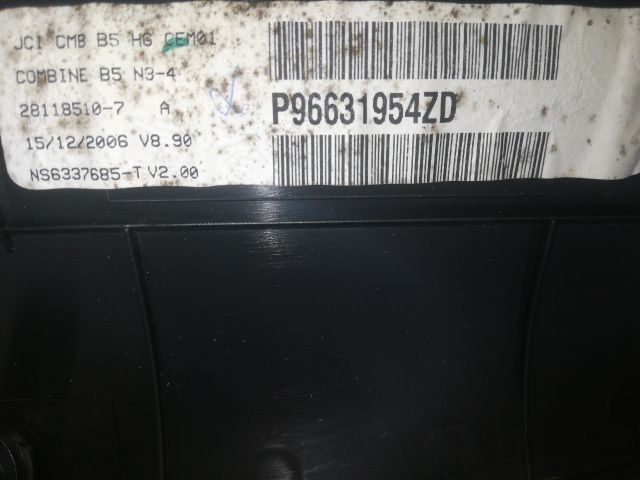 JCI CMB B5 HG CEM01
COMBINE B5 N3-4
28118510-7 A
P96631954ZD
15/12/2006 V8.90
NS6337685-T V2.00